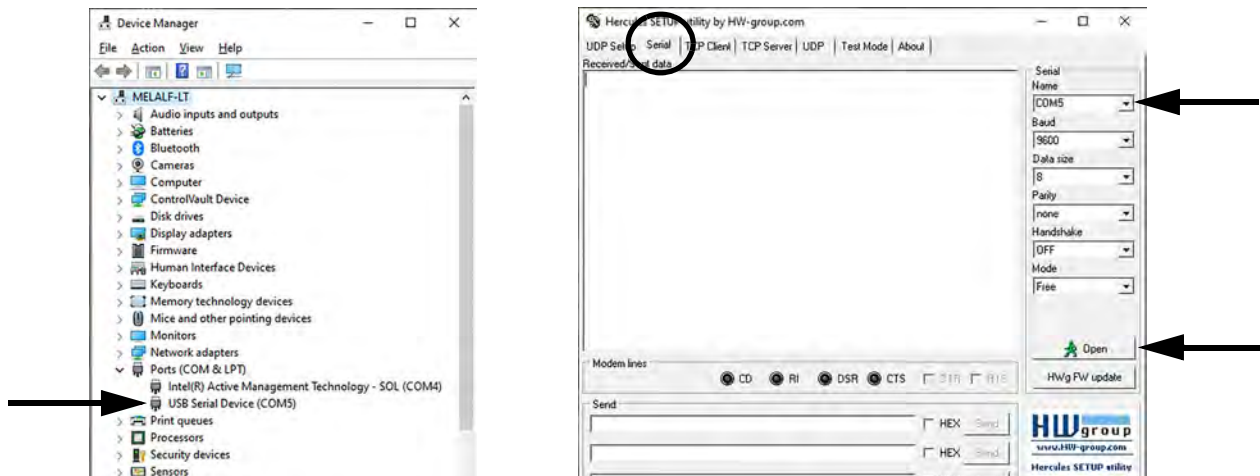 Device Manager
File Action View Help
MELALF-LT
Audio inputs and outputs
Batteries
Bluetooth
Cameras
Computer
ControlVault Device
Disk drives
Display adapters
Firmware
Human Interface Devices
Keyboards
Memory technology devices
Mice and other pointing devices
Monitors
Network adapters
Ports (COM & LPT)
Intel(R) Active Management Technology - SOL (COM4)
USB Serial Device (COM5)
Print queues
Processors
Security devices
Sensors
Hercules SETUP utility by HW-group.com
UDP Setup Serial TCP Client TCP Server UDP Test Mode About
Received/Sent data
Serial
Name
COM5
Baud
9600
Data size
8
Parity
none
Handshake
OFF
Mode
Free
Open
HWg FW update
Modem lines
CD RI DSR CTS DTR RTS
Send
HEX Send
HEX Send
HWgroup
www.HW-group.com
Hercules SETUP utility